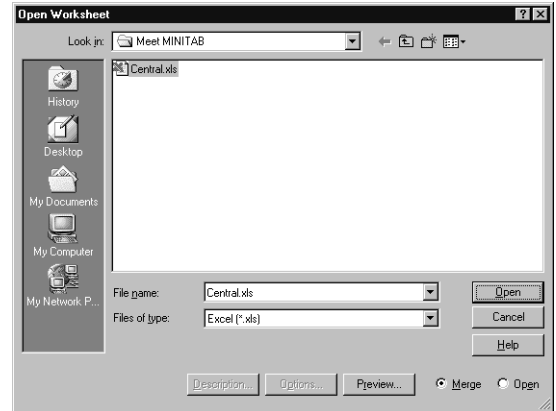 Open Worksheet
Look in: Meet MINITAB
Central.xls
History
Desktop
My Documents
My Computer
My Network P...
File name: Central.xls Open
Files of type: Excel (*.xls) Cancel
Help
Description... Options... Preview... Merge Open